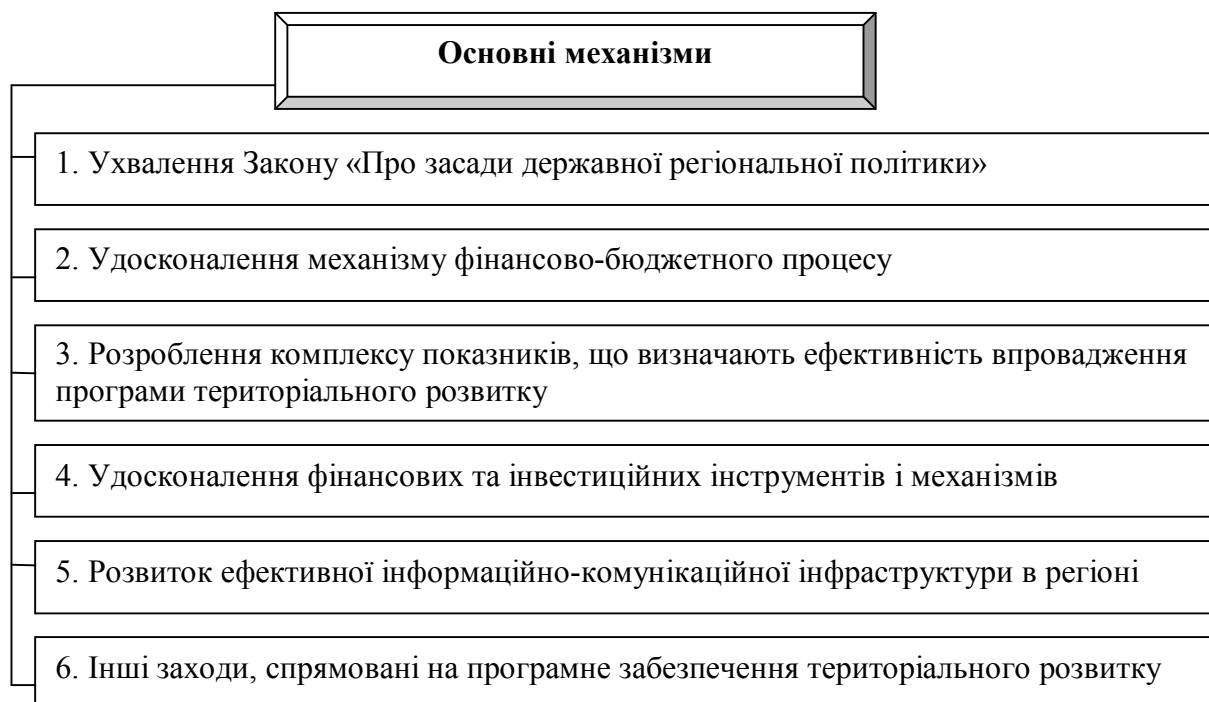 Основні механізми
1. Ухвалення Закону «Про засади державної регіональної політики»
2. Удосконалення механізму фінансово-бюджетного процесу
3. Розроблення комплексу показників, що визначають ефективність впровадження
програми територіального розвитку
4. Удосконалення фінансових та інвестиційних інструментів і механізмів
5. Розвиток ефективної інформаційно-комунікаційної інфраструктури в регіоні
6. Інші заходи, спрямовані на програмне забезпечення територіального розвитку